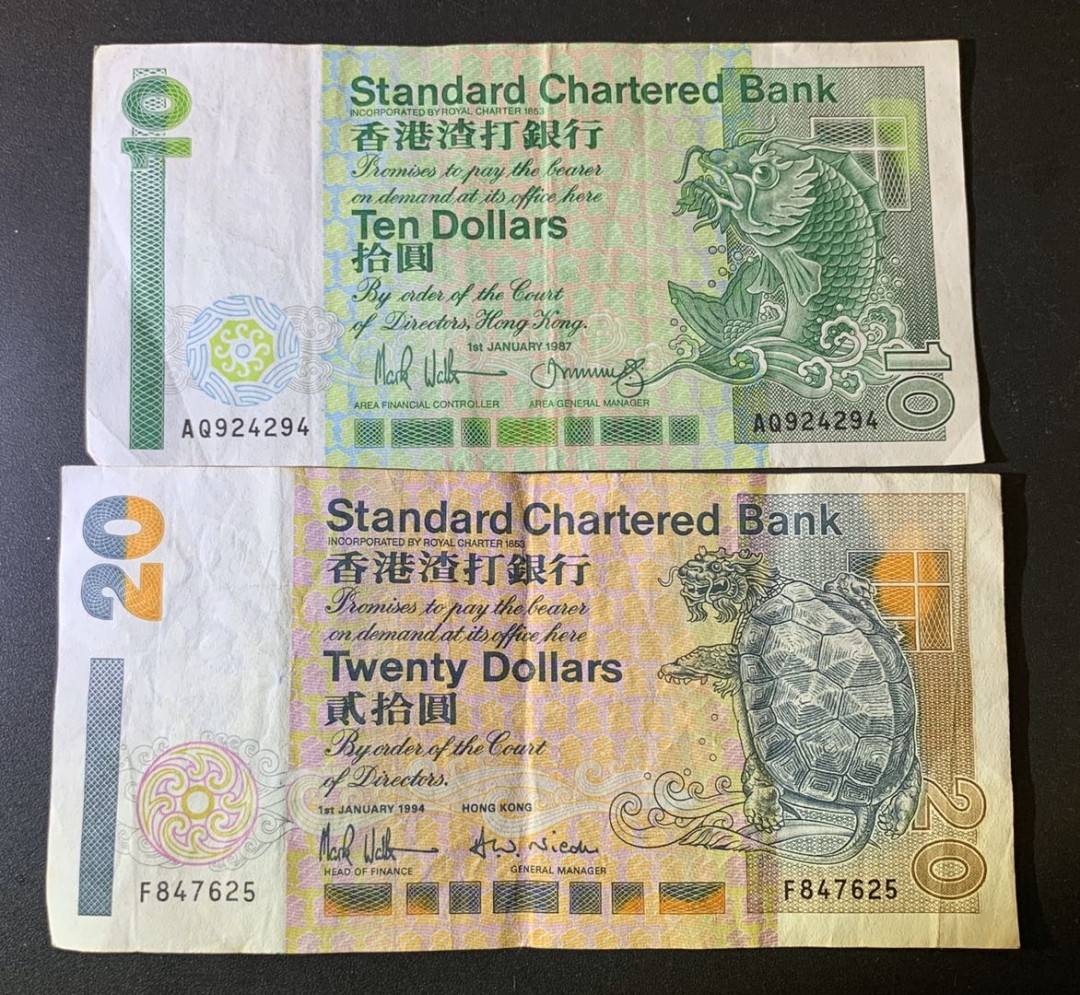 10
Standard Chartered Bank
INCORPORATED BY ROYAL CHARTER 1853
香港渣打銀行
Promises to pay the bearer
on demand at its office here
Ten Dollars
拾圓
By order of the Court
of Directors, Hong Kong.
1st JANUARY 1987
AREA FINANCIAL CONTROLLER AREA GENERAL MANAGER
AQ924294 AQ924294
10
20
Standard Chartered Bank
INCORPORATED BY ROYAL CHARTER 1853
香港渣打銀行
Promises to pay the bearer
on demand at its office here
Twenty Dollars
貳拾圓
By order of the Court
of Directors.
1st JANUARY 1994 HONG KONG
HEAD OF FINANCE GENERAL MANAGER
F847625 F847625
20